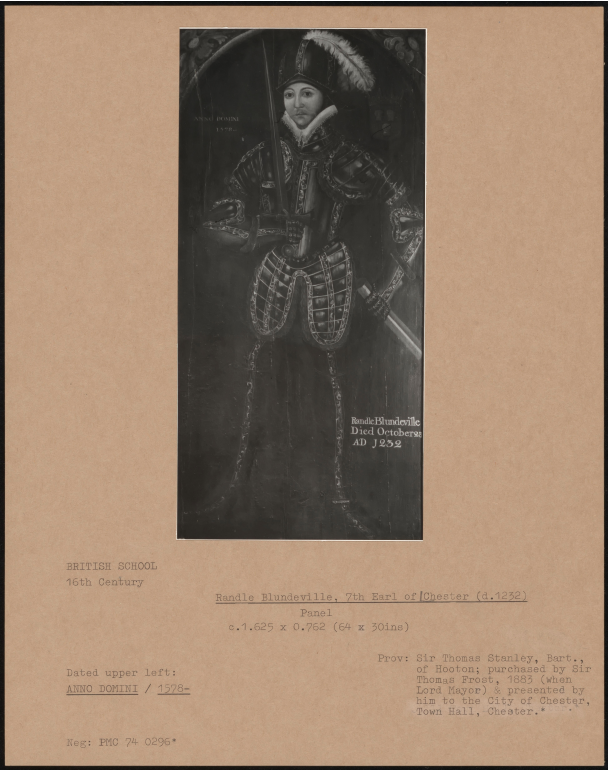 ANNO DOMINI
1578-
Randle Blundeville
Died October
AD 1232
BRITISH SCHOOL
16th Century
Randle Blundeville, 7th Earl of Chester (d.1232)
Panel
c.1.625 x 0.762 (64 x 30ins)
Prov: Sir Thomas Stanley, Bart.,
of Hooton; purchased by Sir
Thomas Frost, 1883 (when
Lord Mayor) & presented by
him to the City of Chester,
Town Hall, Chester.*
Dated upper left:
ANNO DOMINI / 1578-
Neg: PMC 74 0296*